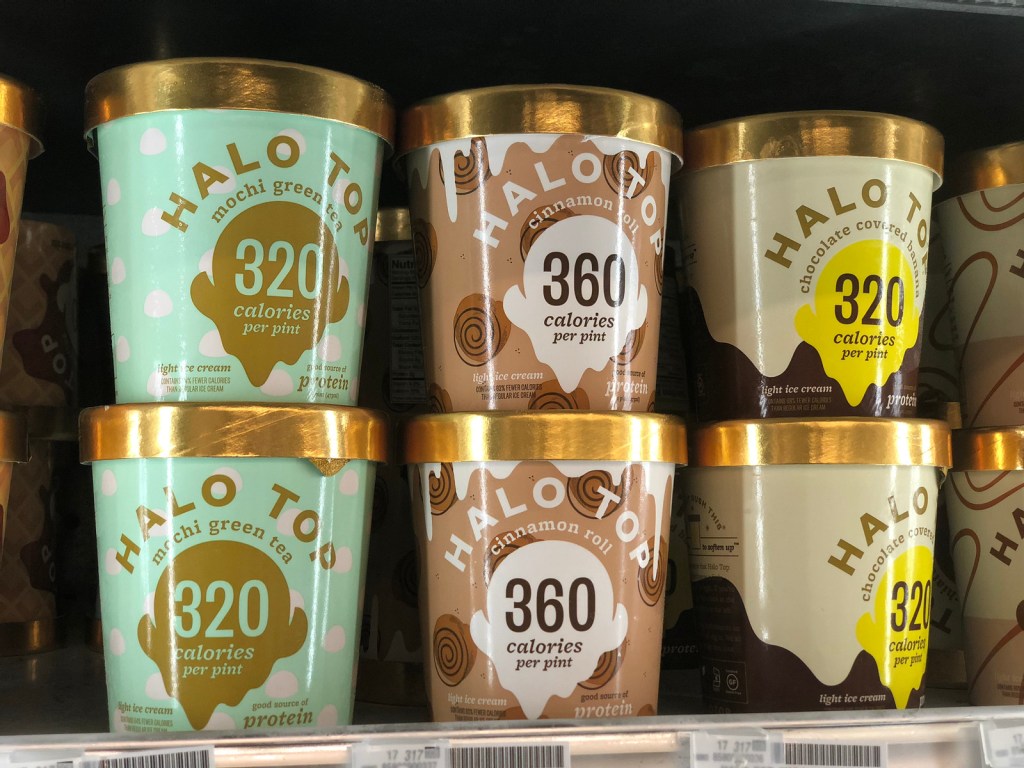 HALO TOP
mochi green tea
320
calories
per pint
light ice cream
good source of
protein
HALO TOP
cinnamon roll
360
calories
per pint
light ice cream
good source of
protein
HALO TOP
chocolate covered banana
320
calories
per pint
light ice cream
protein
HALO TOP
mochi green tea
320
calories
per pint
light ice cream
good source of
protein
HALO TOP
cinnamon roll
360
calories
per pint
light ice cream
good source of
protein
HALO
chocolate covered
320
calories
per pint
light ice cream
17 317
17 317